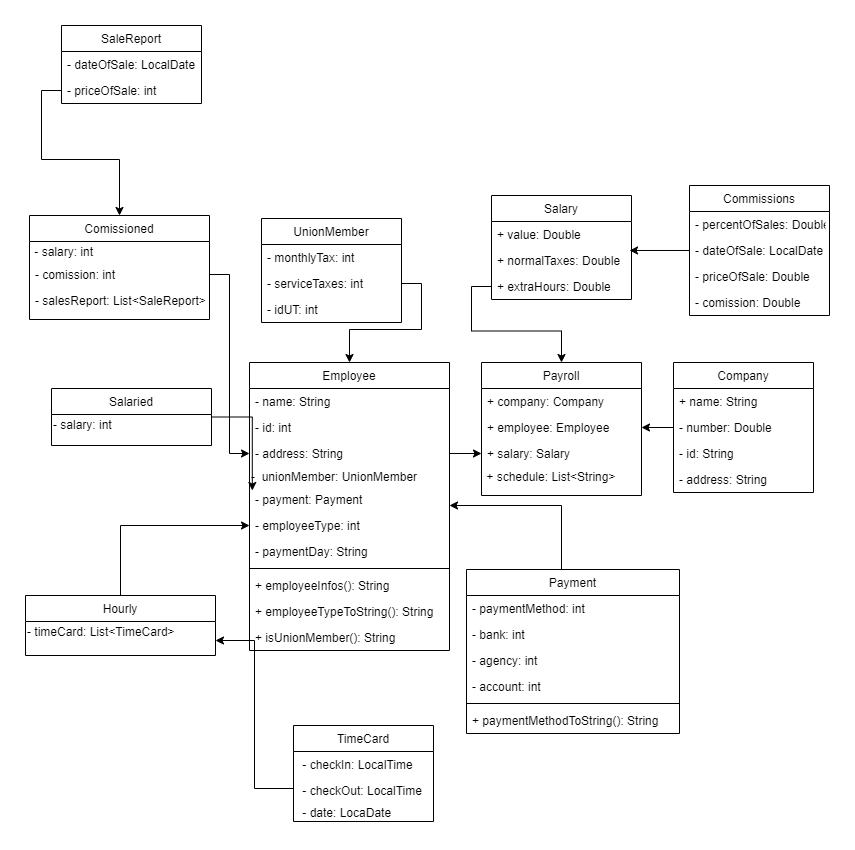 SaleReport
- dateOfSale: LocalDate
- priceOfSale: int
Comissioned
- salary: int
- comission: int
- salesReport: List<SaleReport>
UnionMember
- monthlyTax: int
- serviceTaxes: int
- idUT: int
Salary
+ value: Double
+ normalTaxes: Double
+ extraHours: Double
Commissions
- percentOfSales: Double
- dateOfSale: LocalDate
- priceOfSale: Double
- comission: Double
Salaried
- salary: int
Employee
- name: String
- id: int
- address: String
- unionMember: UnionMember
- payment: Payment
- employeeType: int
- paymentDay: String
+ employeeInfos(): String
+ employeeTypeToString(): String
+ isUnionMember(): String
Payroll
+ company: Company
+ employee: Employee
+ salary: Salary
+ schedule: List<String>
Company
+ name: String
- number: Double
- id: String
- address: String
Hourly
- timeCard: List<TimeCard>
Payment
- paymentMethod: int
- bank: int
- agency: int
- account: int
+ paymentMethodToString(): String
TimeCard
- checkIn: LocalTime
- checkOut: LocalTime
- date: LocaDate